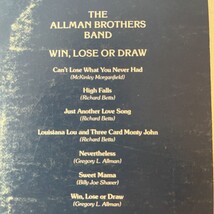 THE
ALLMAN BROTHERS
BAND
WIN, LOSE OR DRAW
Can't Lose What You Never Had
(McKinley Morganfield)
High Falls
(Richard Betts)
Just Another Love Song
(Richard Betts)
Louisiana Lou and Three Card Monty John
(Richard Betts)
Nevertheless
(Gregory L. Allman)
Sweet Mama
(Billy Joe Shaver)
Win, Lose or Draw
(Gregory L. Allman)